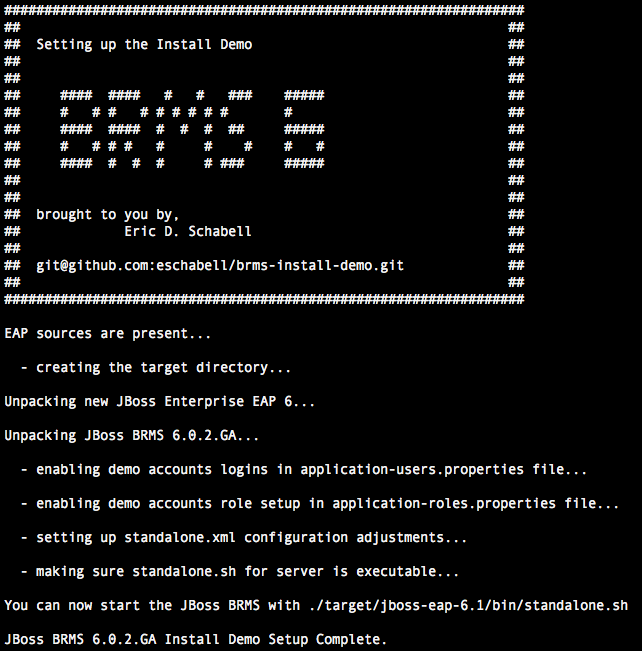 #################################################################
##                                                             ##
##  Setting up the Install Demo                                ##
##                                                             ##
##                                                             ##
##     ####  ####   #   #   ###    #####                       ##
##     #   # #   # # # # # #       #                           ##
##     ####  ####  #  #  #  ##     #####                       ##
##     #   # # #   #     #    #    #   #                       ##
##     ####  #  #  #     # ###     #####                       ##
##                                                             ##
##                                                             ##
##  brought to you by,                                         ##
##             Eric D. Schabell                                ##
##                                                             ##
##  git@github.com:eschabell/brms-install-demo.git             ##
##                                                             ##
#################################################################
EAP sources are present...
  - creating the target directory...
Unpacking new JBoss Enterprise EAP 6...
Unpacking JBoss BRMS 6.0.2.GA...
  - enabling demo accounts logins in application-users.properties file...
  - enabling demo accounts role setup in application-roles.properties file...
  - setting up standalone.xml configuration adjustments...
  - making sure standalone.sh for server is executable...
You can now start the JBoss BRMS with ./target/jboss-eap-6.1/bin/standalone.sh
JBoss BRMS 6.0.2.GA Install Demo Setup Complete.